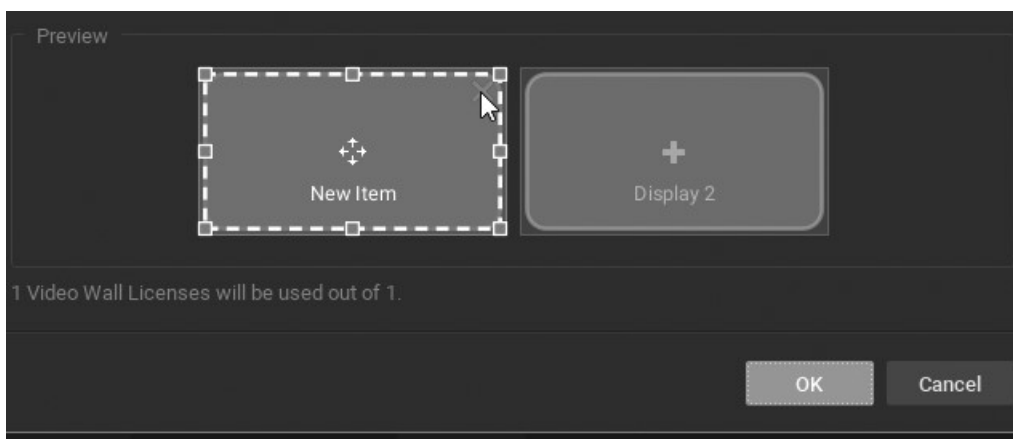 Preview
New Item
Display 2
1 Video Wall Licenses will be used out of 1.
OK
Cancel